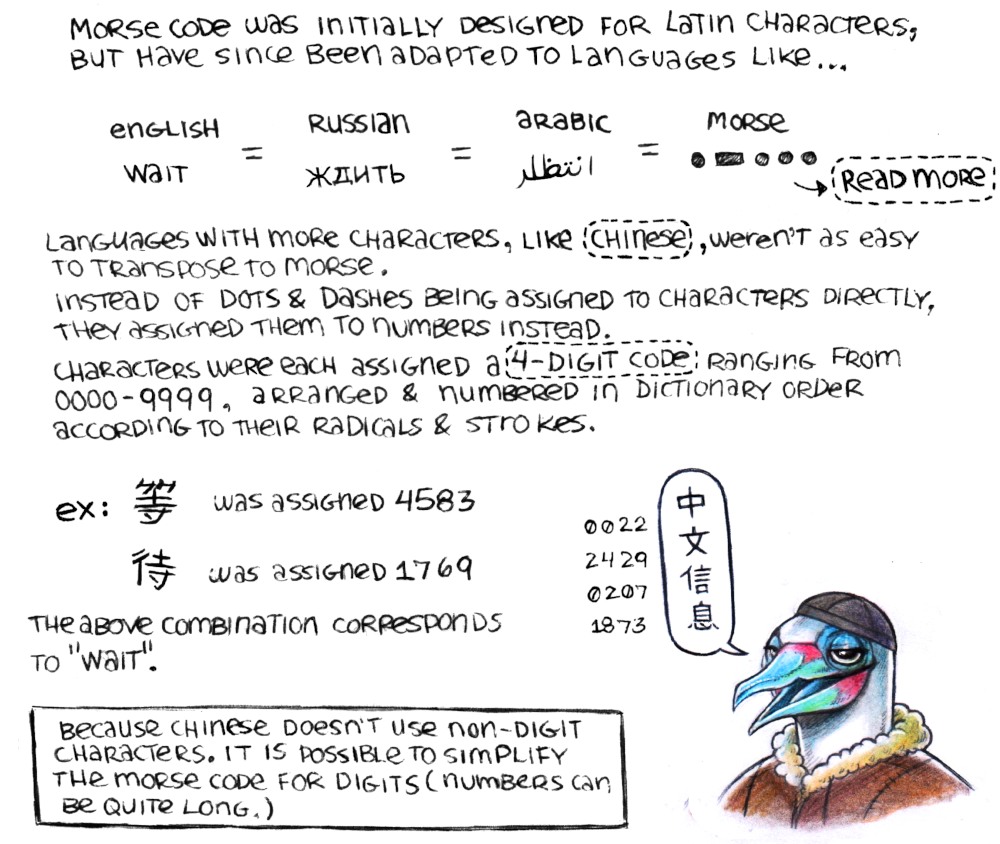 MORSE CODE WAS INITIALLY DESIGNED FOR LATIN CHARACTERS,
BUT HAVE SINCE BEEN ADAPTED TO LANGUAGES LIKE...
ENGLISH
RUSSIAN
ARABIC
MORSE
WAIT = ЖДИТЬ = انتظر = ●▬●●●
READ MORE
LANGUAGES WITH MORE CHARACTERS, LIKE CHINESE, WEREN'T AS EASY
TO TRANSPOSE TO MORSE.
INSTEAD OF DOTS & DASHES BEING ASSIGNED TO CHARACTERS DIRECTLY,
THEY ASSIGNED THEM TO NUMBERS INSTEAD.
CHARACTERS WERE EACH ASSIGNED A 4-DIGIT CODE RANGING FROM
0000-9999, ARRANGED & NUMBERED IN DICTIONARY ORDER
ACCORDING TO THEIR RADICALS & STROKES.
EX: 等 WAS ASSIGNED 4583
待 WAS ASSIGNED 1769
THE ABOVE COMBINATION CORRESPONDS
TO "WAIT".
0022
2429
0207
1873
中文信息
BECAUSE CHINESE DOESN'T USE NON-DIGIT
CHARACTERS. IT IS POSSIBLE TO SIMPLIFY
THE MORSE CODE FOR DIGITS (NUMBERS CAN
BE QUITE LONG.)